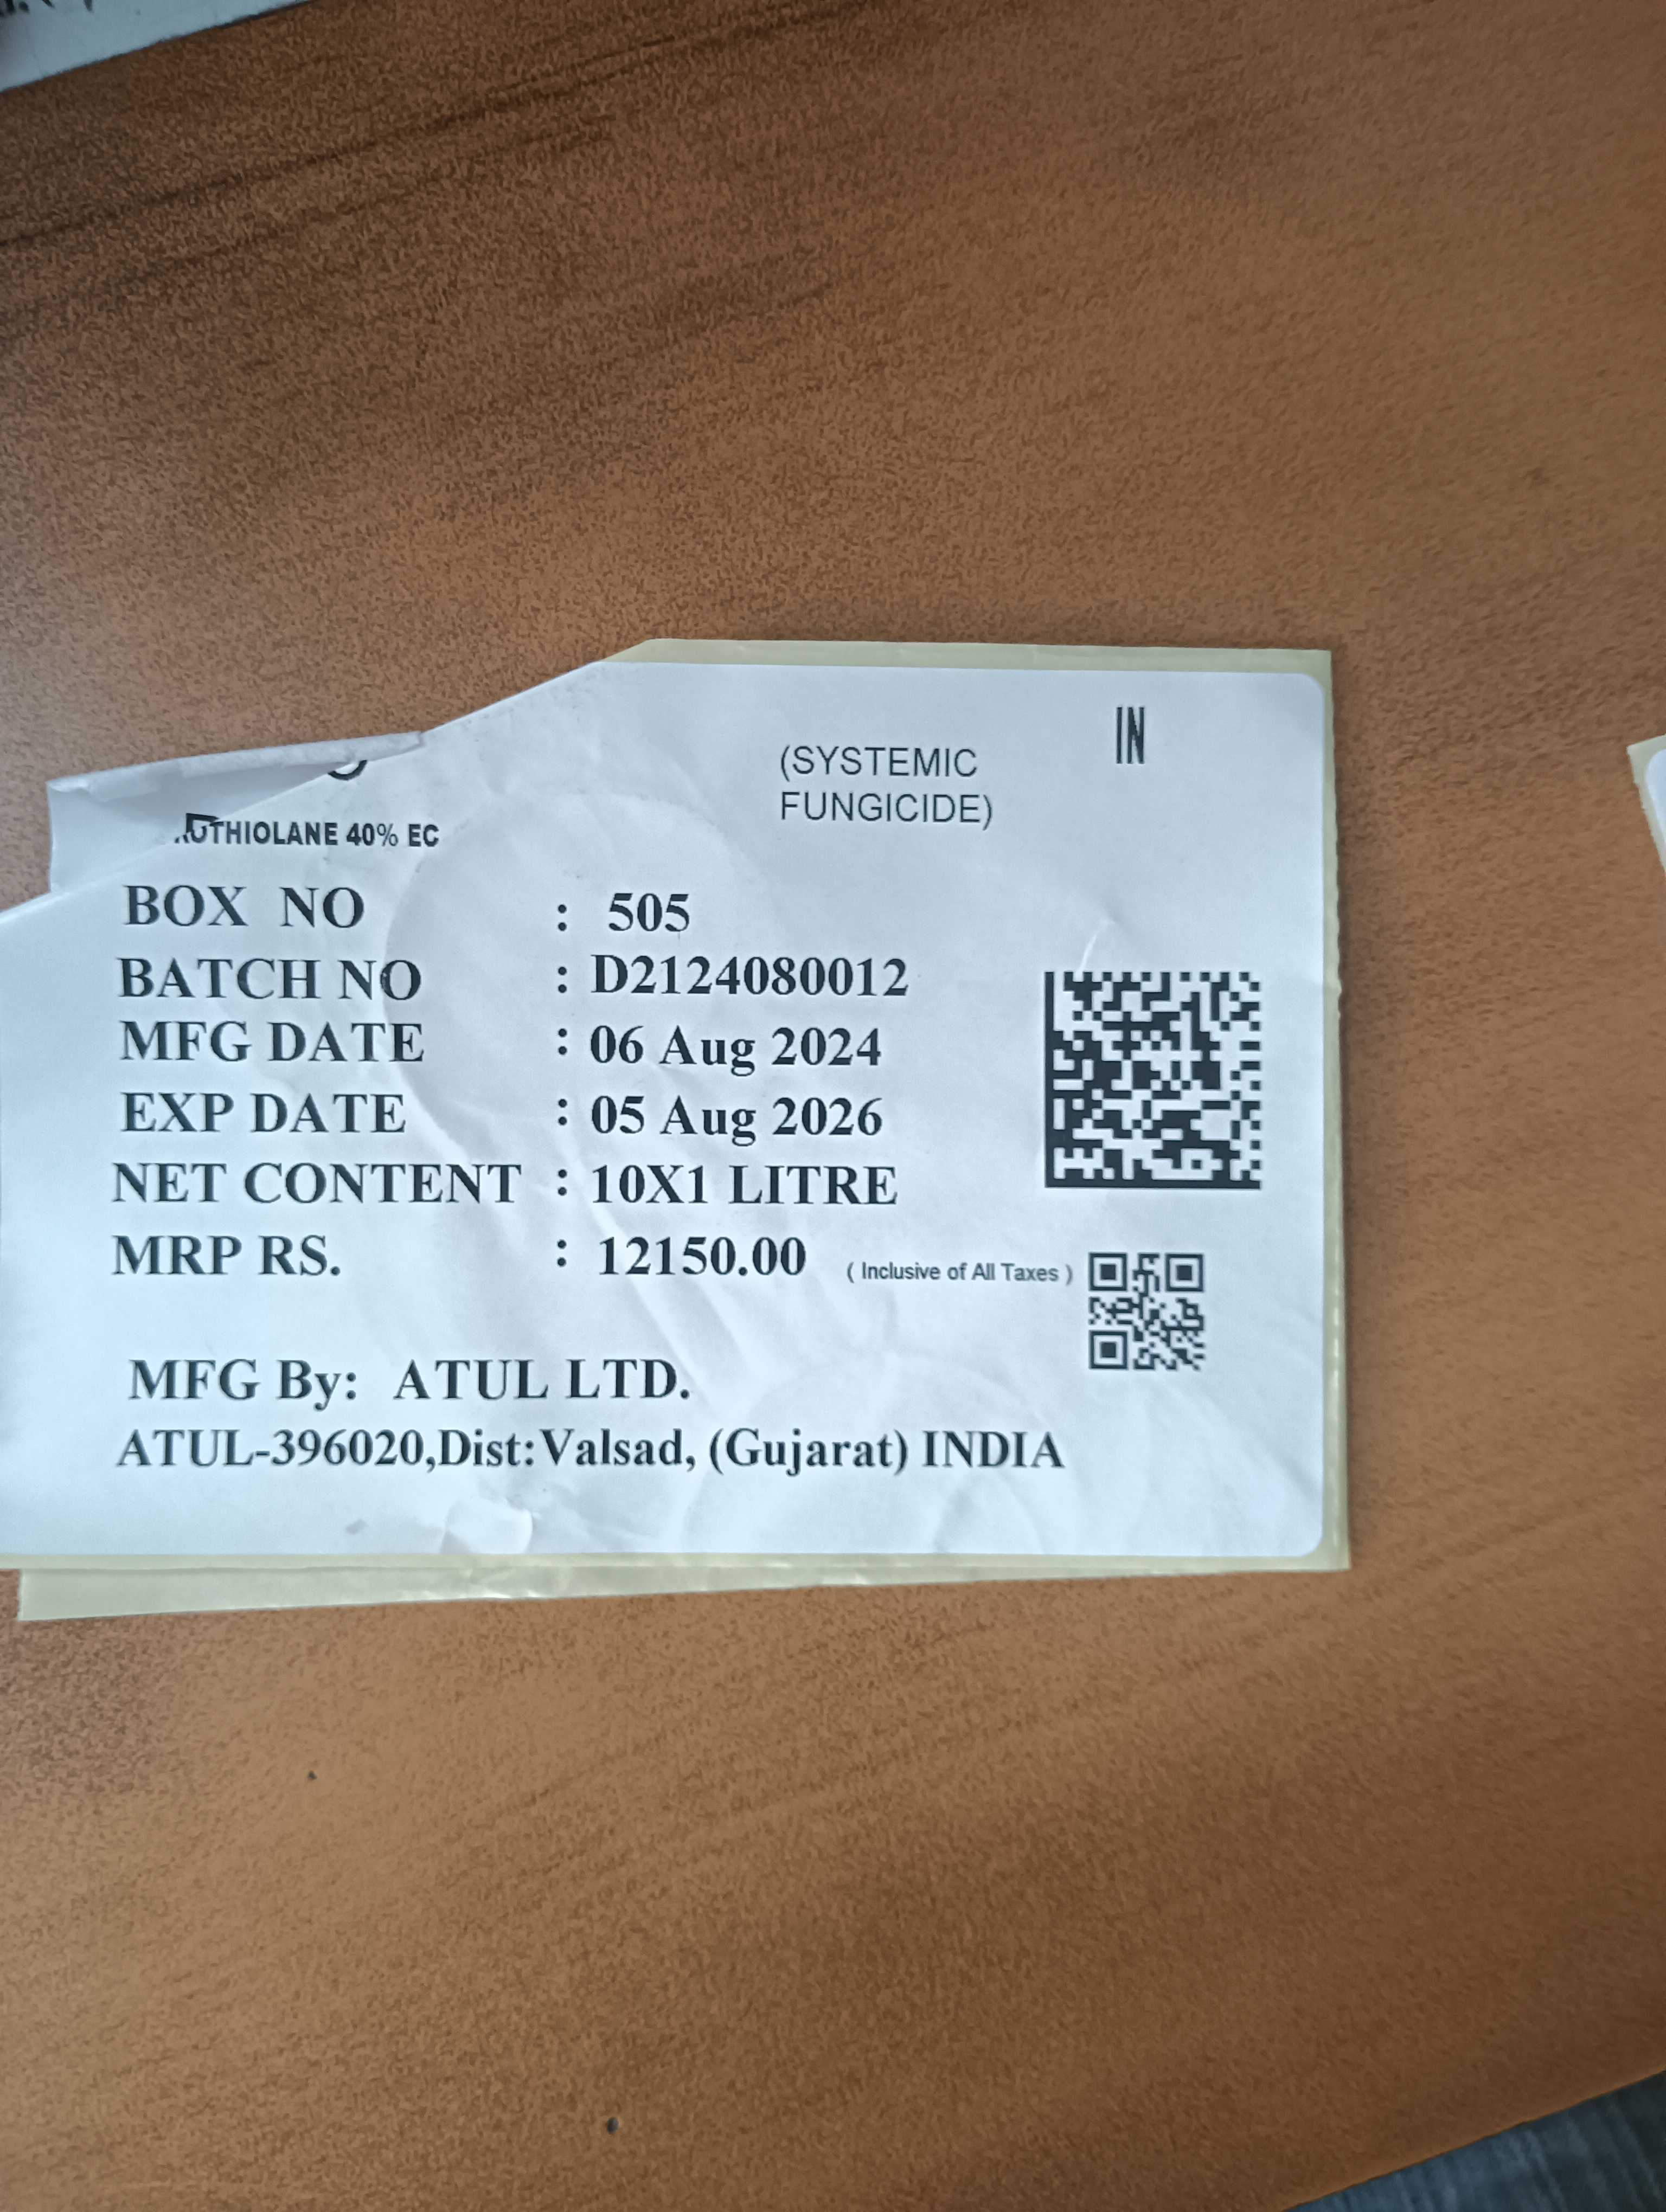 (SYSTEMIC
FUNGICIDE)
IN
40% EC
BOX NO : 505
BATCH NO : D2124080012
MFG DATE : 06 Aug 2024
EXP DATE : 05 Aug 2026
NET CONTENT : 10X1 LITRE
MRP RS. : 12150.00 ( Inclusive of All Taxes )
MFG By: ATUL LTD.
ATUL-396020,Dist:Valsad, (Gujarat) INDIA